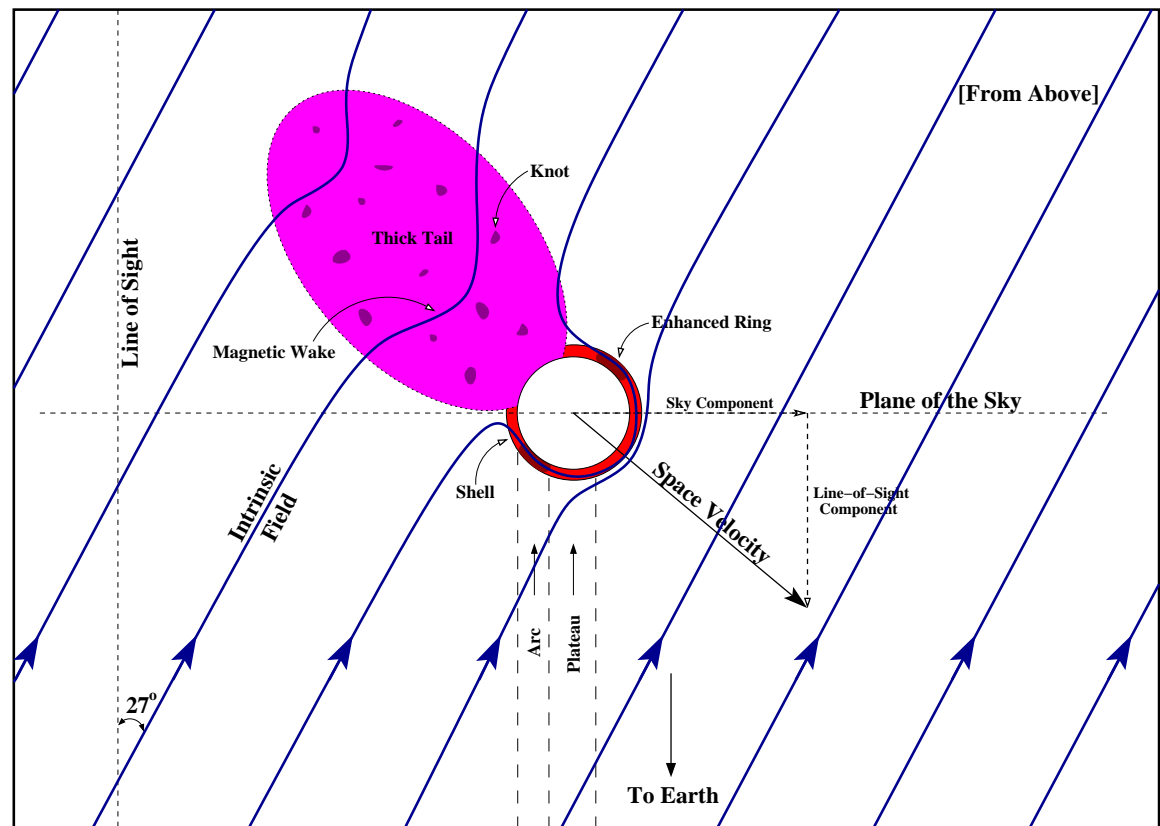 [From Above]
Knot
Thick Tail
Line of Sight
Magnetic Wake
Enhanced Ring
Sky Component
Plane of the Sky
Shell
Intrinsic
Field
Space Velocity
Line−of−Sight
Component
Arc
Plateau
27°
To Earth